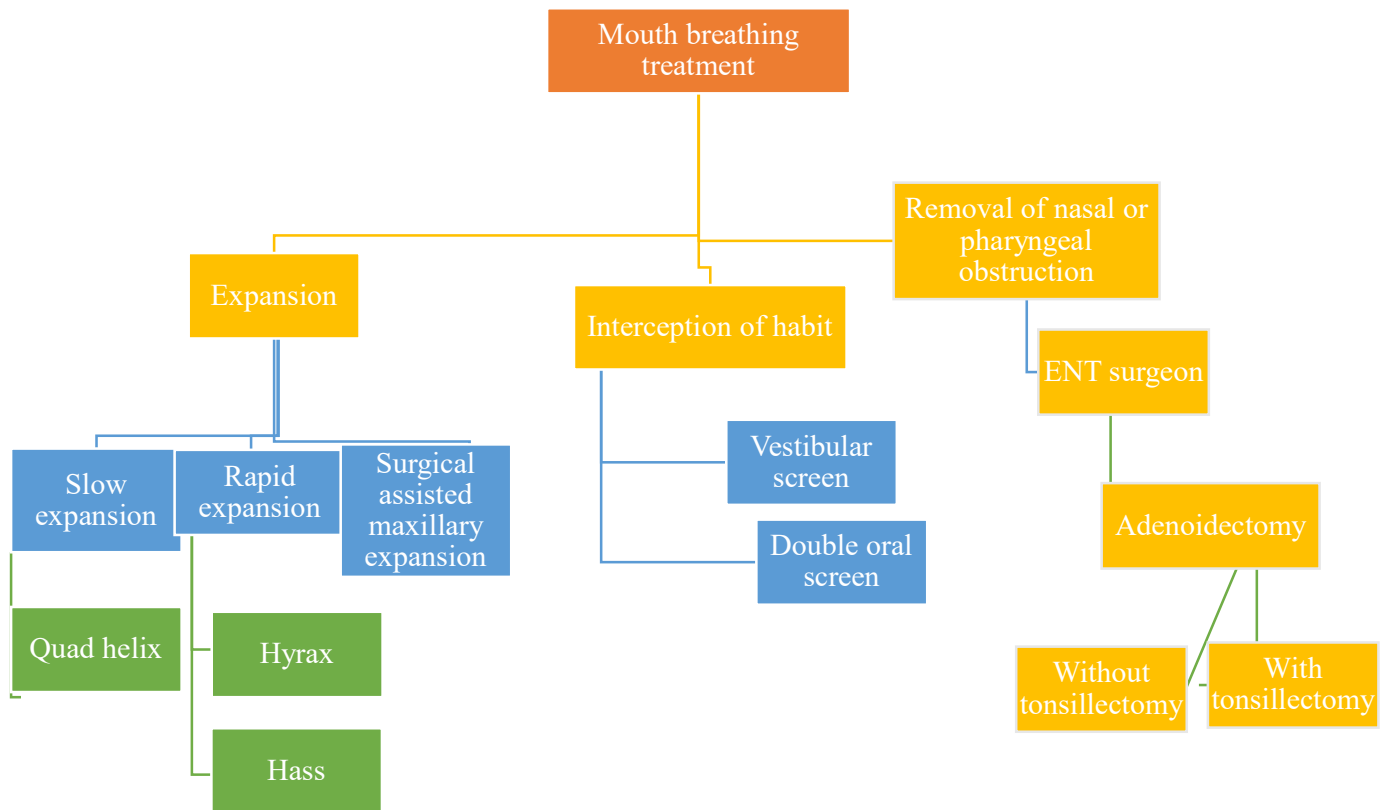 Mouth breathing
treatment
Removal of nasal or
pharyngeal
obstruction
Expansion
Interception of habit
ENT surgeon
Slow
expansion
Rapid
expansion
Surgical
assisted
maxillary
expansion
Vestibular
screen
Double oral
screen
Adenoidectomy
Quad helix
Hyrax
Hass
Without
tonsillectomy
With
tonsillectomy